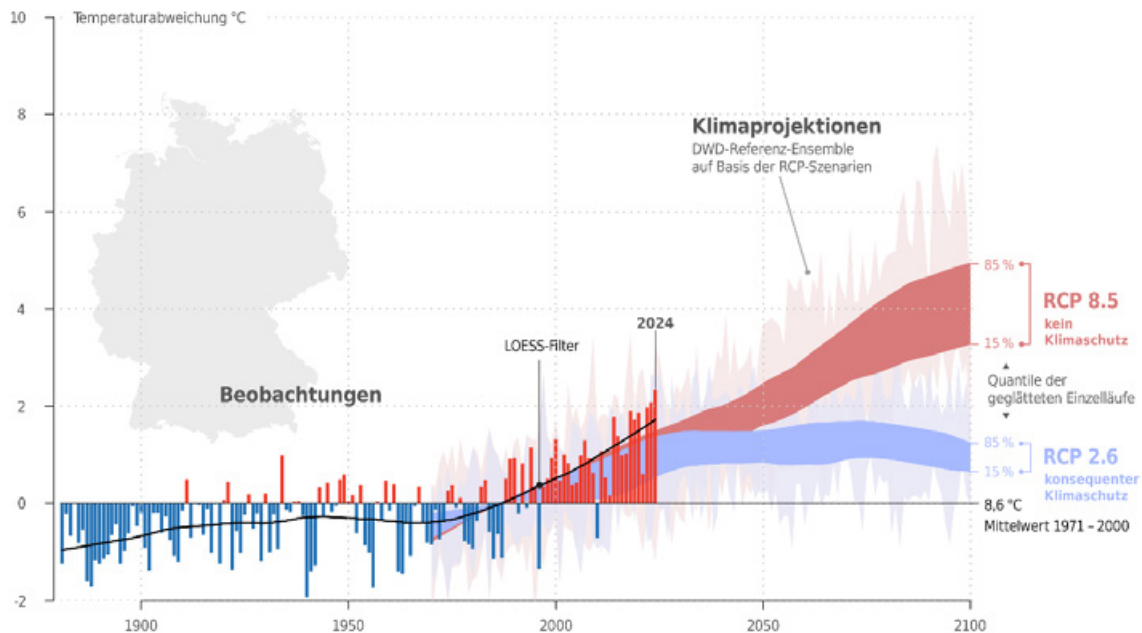 Temperaturabweichung °C
10
8
6
4
2
0
-2
Klimaprojektionen
DWD-Referenz-Ensemble
auf Basis der RCP-Szenarien
2024
LOESS-Filter
Beobachtungen
85 %
RCP 8.5
kein
Klimaschutz
15 %
Quantile der
geglätteten Einzelläufe
85 %
RCP 2.6
15 %
konsequenter
Klimaschutz
8,6 °C
Mittelwert 1971 – 2000
1900
1950
2000
2050
2100